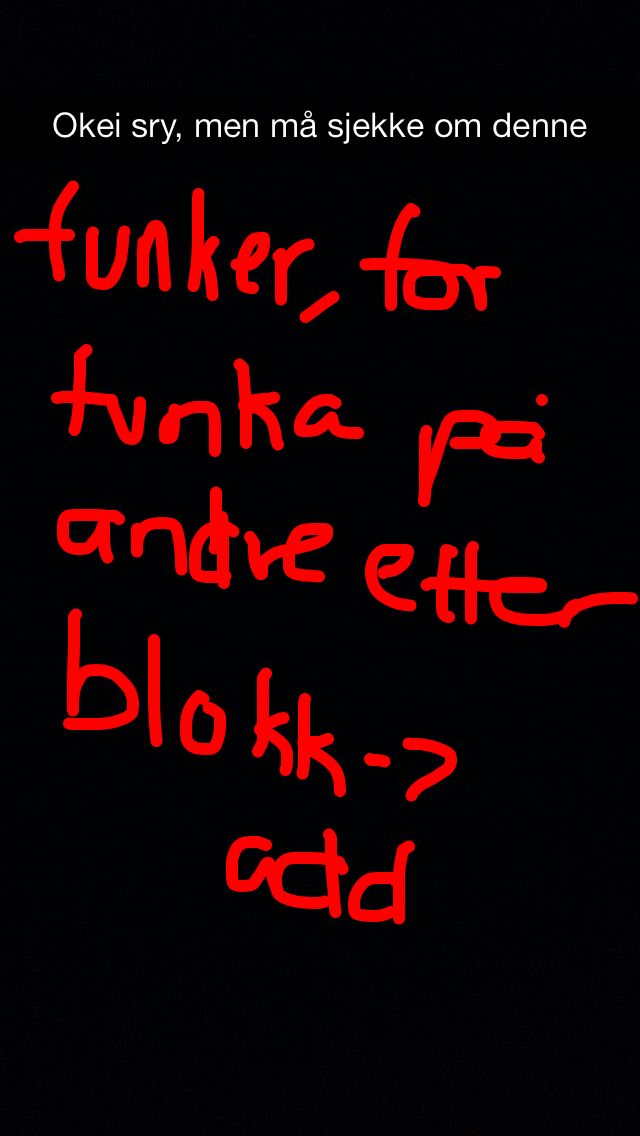 Okei sry, men må sjekke om denne
funker, for
funka på
andre etter
blokk->
add